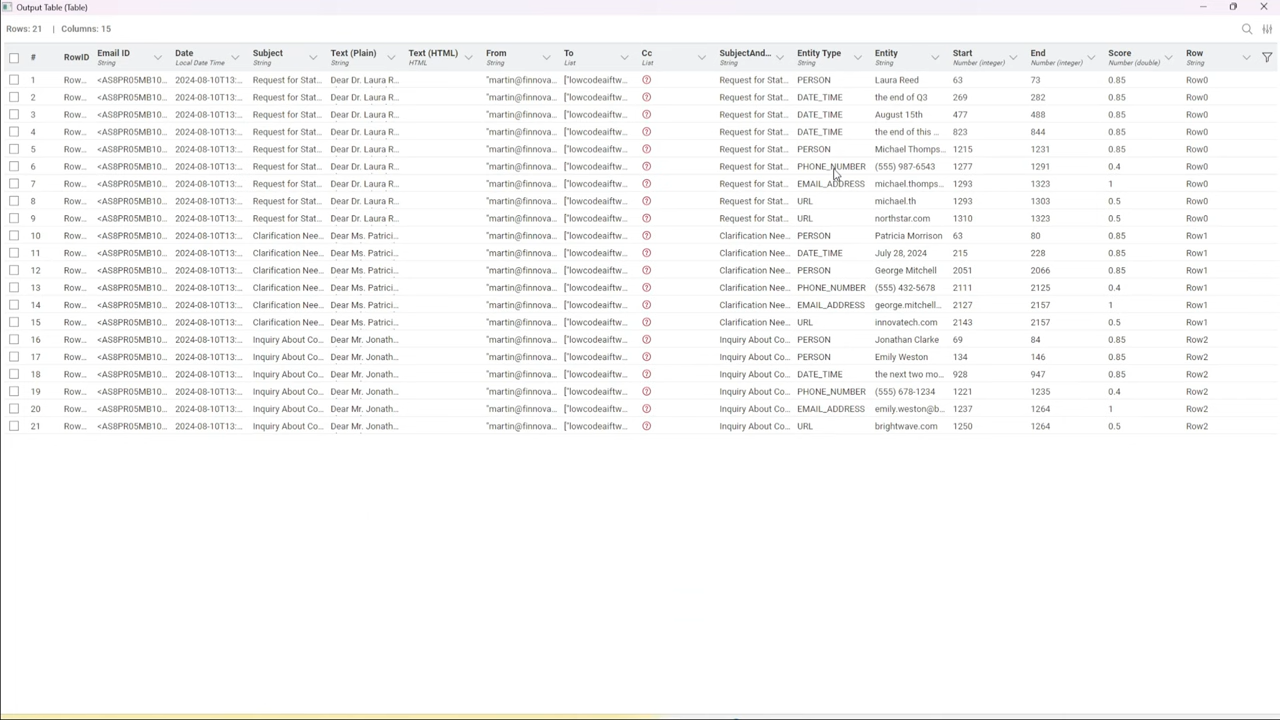 Output Table (Table)
Rows: 21 | Columns: 15
# RowID Email ID Date Subject Text (Plain) Text (HTML) From To Cc SubjectAnd... Entity Type Entity Start End Score Row
String Local Date Time String String HTML String List List String String String Number (integer) Number (integer) Number (double) String
1 Row... <AS8PR05MB10... 2024-08-10T13:... Request for Stat... Dear Dr. Laura R... "martin@finnova... ["lowcodeaiftw... Request for Stat... PERSON Laura Reed 63 73 0.85 Row0
2 Row... <AS8PR05MB10... 2024-08-10T13:... Request for Stat... Dear Dr. Laura R... "martin@finnova... ["lowcodeaiftw... Request for Stat... DATE_TIME the end of Q3 269 282 0.85 Row0
3 Row... <AS8PR05MB10... 2024-08-10T13:... Request for Stat... Dear Dr. Laura R... "martin@finnova... ["lowcodeaiftw... Request for Stat... DATE_TIME August 15th 477 488 0.85 Row0
4 Row... <AS8PR05MB10... 2024-08-10T13:... Request for Stat... Dear Dr. Laura R... "martin@finnova... ["lowcodeaiftw... Request for Stat... DATE_TIME the end of this ... 823 844 0.85 Row0
5 Row... <AS8PR05MB10... 2024-08-10T13:... Request for Stat... Dear Dr. Laura R... "martin@finnova... ["lowcodeaiftw... Request for Stat... PERSON Michael Thomps... 1215 1231 0.85 Row0
6 Row... <AS8PR05MB10... 2024-08-10T13:... Request for Stat... Dear Dr. Laura R... "martin@finnova... ["lowcodeaiftw... Request for Stat... PHONE_NUMBER (555) 987-6543 1277 1291 0.4 Row0
7 Row... <AS8PR05MB10... 2024-08-10T13:... Request for Stat... Dear Dr. Laura R... "martin@finnova... ["lowcodeaiftw... Request for Stat... EMAIL_ADDRESS michael.thomps... 1293 1323 1 Row0
8 Row... <AS8PR05MB10... 2024-08-10T13:... Request for Stat... Dear Dr. Laura R... "martin@finnova... ["lowcodeaiftw... Request for Stat... URL michael.th 1293 1303 0.5 Row0
9 Row... <AS8PR05MB10... 2024-08-10T13:... Request for Stat... Dear Dr. Laura R... "martin@finnova... ["lowcodeaiftw... Request for Stat... URL northstar.com 1310 1323 0.5 Row0
10 Row... <AS8PR05MB10... 2024-08-10T13:... Clarification Nee... Dear Ms. Patrici... "martin@finnova... ["lowcodeaiftw... Clarification Nee... PERSON Patricia Morrison 63 80 0.85 Row1
11 Row... <AS8PR05MB10... 2024-08-10T13:... Clarification Nee... Dear Ms. Patrici... "martin@finnova... ["lowcodeaiftw... Clarification Nee... DATE_TIME July 28, 2024 215 228 0.85 Row1
12 Row... <AS8PR05MB10... 2024-08-10T13:... Clarification Nee... Dear Ms. Patrici... "martin@finnova... ["lowcodeaiftw... Clarification Nee... PERSON George Mitchell 2051 2066 0.85 Row1
13 Row... <AS8PR05MB10... 2024-08-10T13:... Clarification Nee... Dear Ms. Patrici... "martin@finnova... ["lowcodeaiftw... Clarification Nee... PHONE_NUMBER (555) 432-5678 2111 2125 0.4 Row1
14 Row... <AS8PR05MB10... 2024-08-10T13:... Clarification Nee... Dear Ms. Patrici... "martin@finnova... ["lowcodeaiftw... Clarification Nee... EMAIL_ADDRESS george.mitchell... 2127 2157 1 Row1
15 Row... <AS8PR05MB10... 2024-08-10T13:... Clarification Nee... Dear Ms. Patrici... "martin@finnova... ["lowcodeaiftw... Clarification Nee... URL innovatech.com 2143 2157 0.5 Row1
16 Row... <AS8PR05MB10... 2024-08-10T13:... Inquiry About Co... Dear Mr. Jonath... "martin@finnova... ["lowcodeaiftw... Inquiry About Co... PERSON Jonathan Clarke 69 84 0.85 Row2
17 Row... <AS8PR05MB10... 2024-08-10T13:... Inquiry About Co... Dear Mr. Jonath... "martin@finnova... ["lowcodeaiftw... Inquiry About Co... PERSON Emily Weston 134 146 0.85 Row2
18 Row... <AS8PR05MB10... 2024-08-10T13:... Inquiry About Co... Dear Mr. Jonath... "martin@finnova... ["lowcodeaiftw... Inquiry About Co... DATE_TIME the next two mo... 928 947 0.85 Row2
19 Row... <AS8PR05MB10... 2024-08-10T13:... Inquiry About Co... Dear Mr. Jonath... "martin@finnova... ["lowcodeaiftw... Inquiry About Co... PHONE_NUMBER (555) 678-1234 1221 1235 0.4 Row2
20 Row... <AS8PR05MB10... 2024-08-10T13:... Inquiry About Co... Dear Mr. Jonath... "martin@finnova... ["lowcodeaiftw... Inquiry About Co... EMAIL_ADDRESS emily.weston@b... 1237 1264 1 Row2
21 Row... <AS8PR05MB10... 2024-08-10T13:... Inquiry About Co... Dear Mr. Jonath... "martin@finnova... ["lowcodeaiftw... Inquiry About Co... URL brightwave.com 1250 1264 0.5 Row2